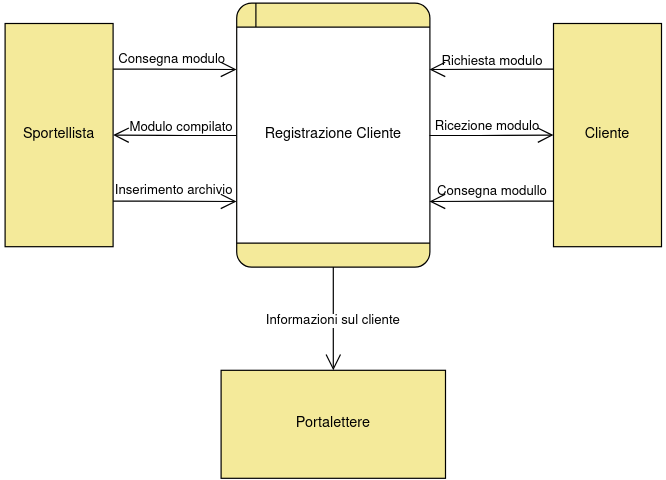 Consegna modulo
Richiesta modulo
Sportellista
Modulo compilato
Registrazione Cliente
Ricezione modulo
Cliente
Inserimento archivio
Consegna modullo
Informazioni sul cliente
Portalettere